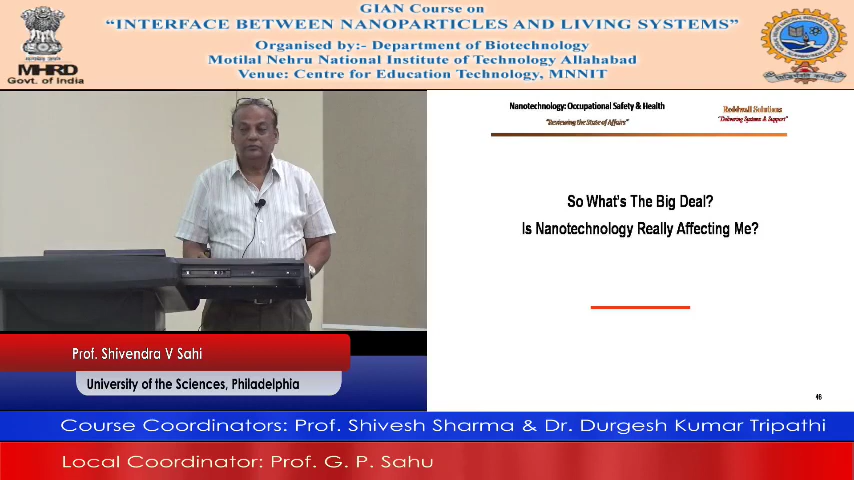 GIAN Course on
“INTERFACE BETWEEN NANOPARTICLES AND LIVING SYSTEMS”
Organised by:- Department of Biotechnology
Motilal Nehru National Institute of Technology Allahabad
Venue: Centre for Education Technology, MNNIT
MHRD
Govt. of India
Nanotechnology: Occupational Safety & Health
"Reviewing the State of Affairs"
Reddwall Solutions
"Delivering Systems & Support"
So What's The Big Deal?
Is Nanotechnology Really Affecting Me?
46
Prof. Shivendra V Sahi
University of the Sciences, Philadelphia
Course Coordinators: Prof. Shivesh Sharma & Dr. Durgesh Kumar Tripathi
Local Coordinator: Prof. G. P. Sahu